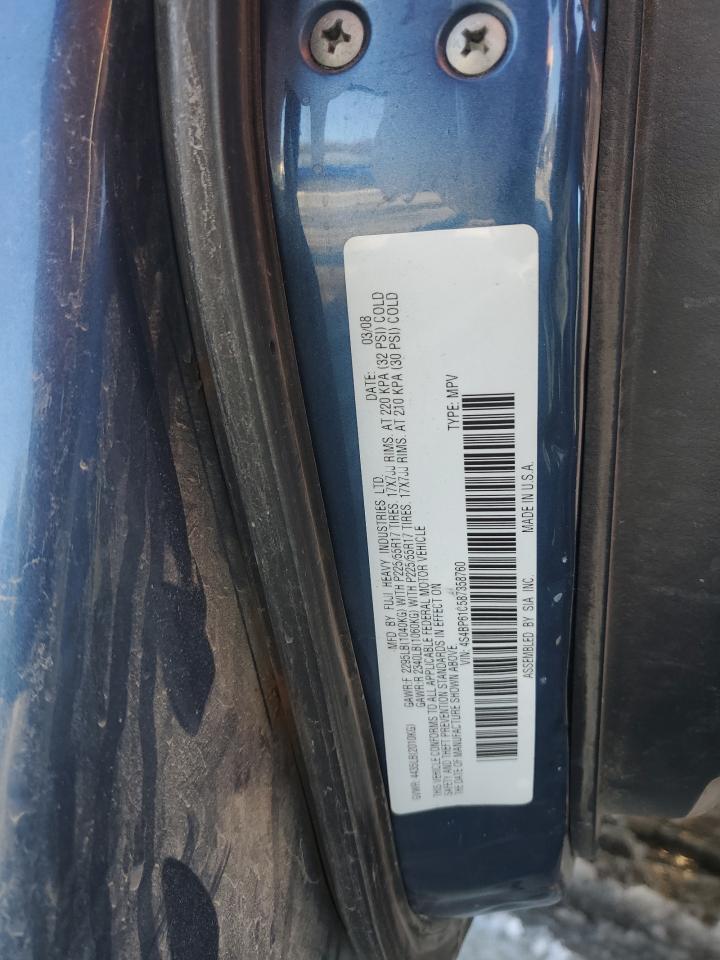 MFD BY FUJI HEAVY INDUSTRIES LTD. DATE: 03/08
GVWR: 4435LB(2010KG) GAWR:F 2295LB(1040KG) WITH P225/55R17 TIRES. 17X7JJ RIMS. AT 220 KPA (32 PSI) COLD
GAWR:R 2340LB(1060KG) WITH P225/55R17 TIRES. 17X7JJ RIMS. AT 210 KPA (30 PSI) COLD
THIS VEHICLE CONFORMS TO ALL APPLICABLE FEDERAL MOTOR VEHICLE
SAFETY AND THEFT PREVENTION STANDARDS IN EFFECT ON
THE DATE OF MANUFACTURE SHOWN ABOVE
VIN: 4S4BP61C587358760 TYPE: MPV
ASSEMBLED BY SIA INC. MADE IN U.S.A.